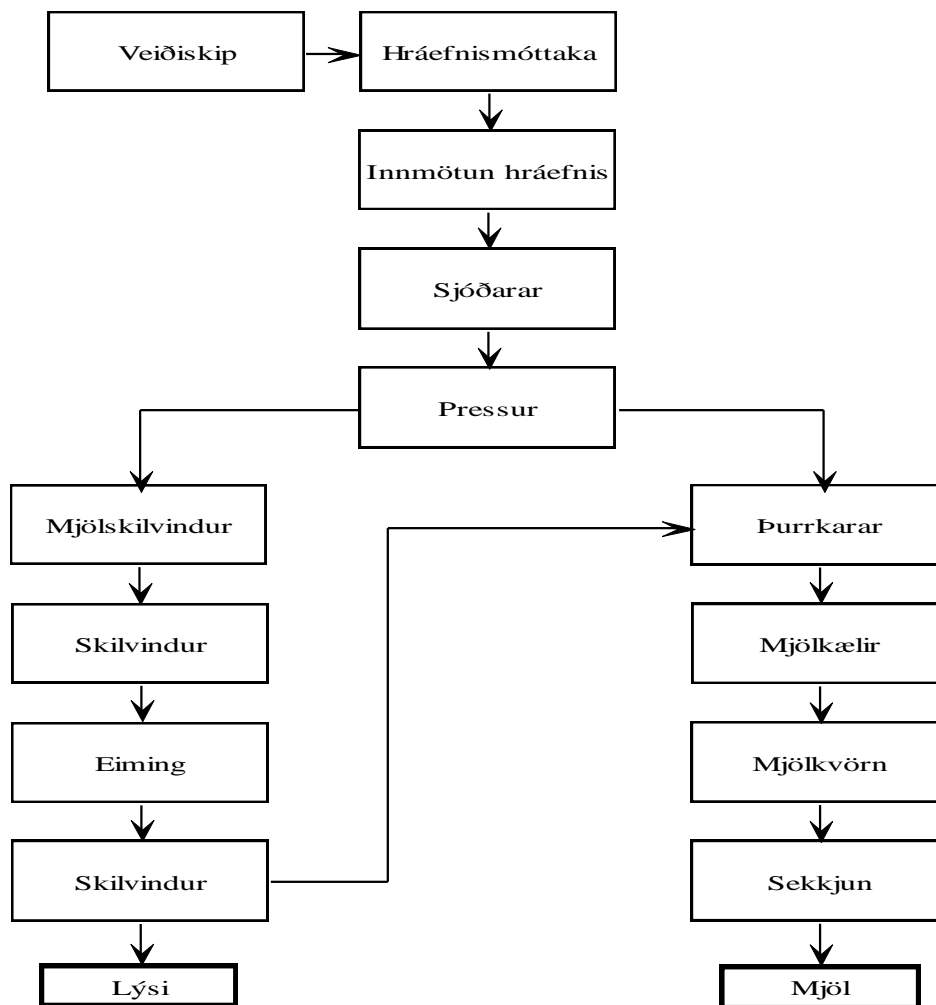 Veiðiskip
Hráefnismóttaka
Innmötun hráefnis
Sjóðarar
Pressur
Mjölskilvindur
Skilvindur
Eiming
Skilvindur
Lýsi
Þurrkarar
Mjölkælir
Mjölkvörn
Sekkjun
Mjöl